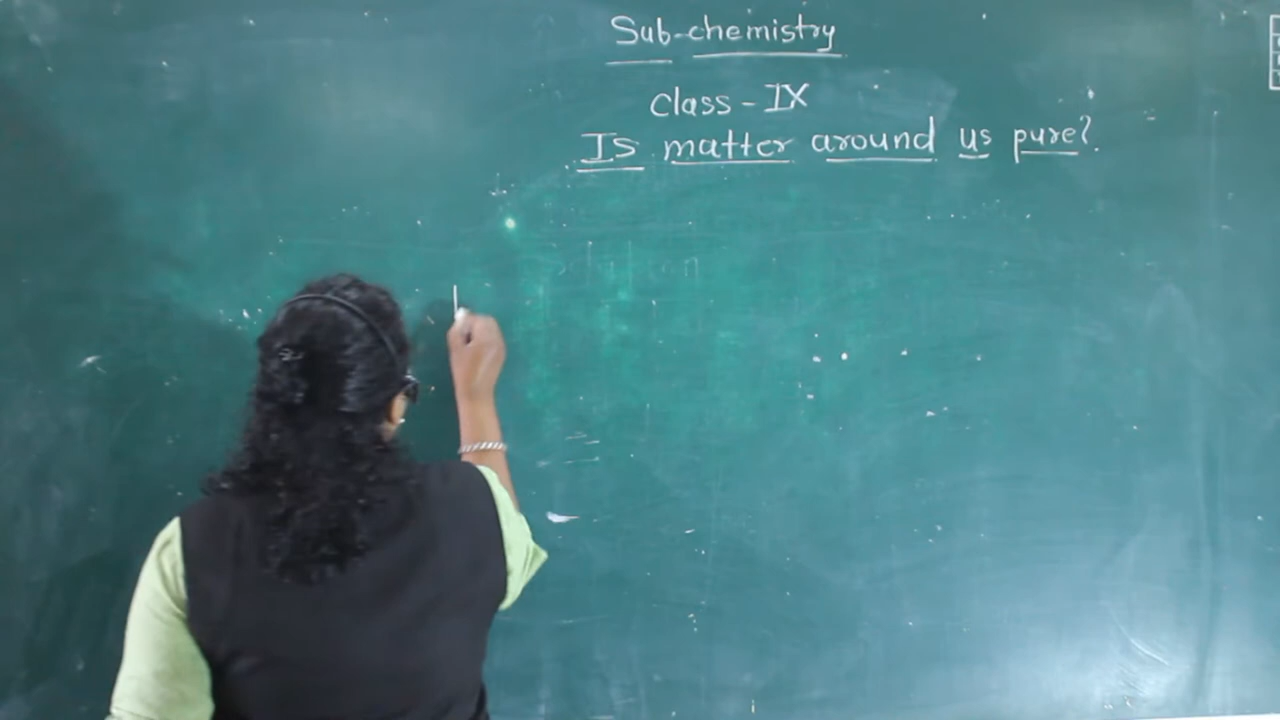 Sub-chemistry
Class - IX
Is matter around us pure?